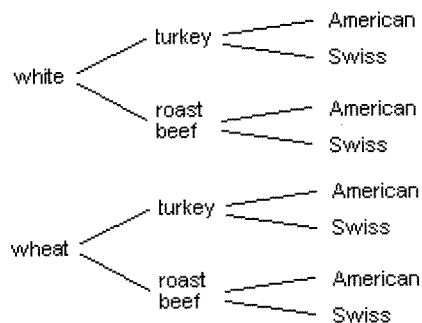 American
turkey
Swiss
white
roast
beef
American
Swiss
American
turkey
Swiss
wheat
roast
beef
American
Swiss